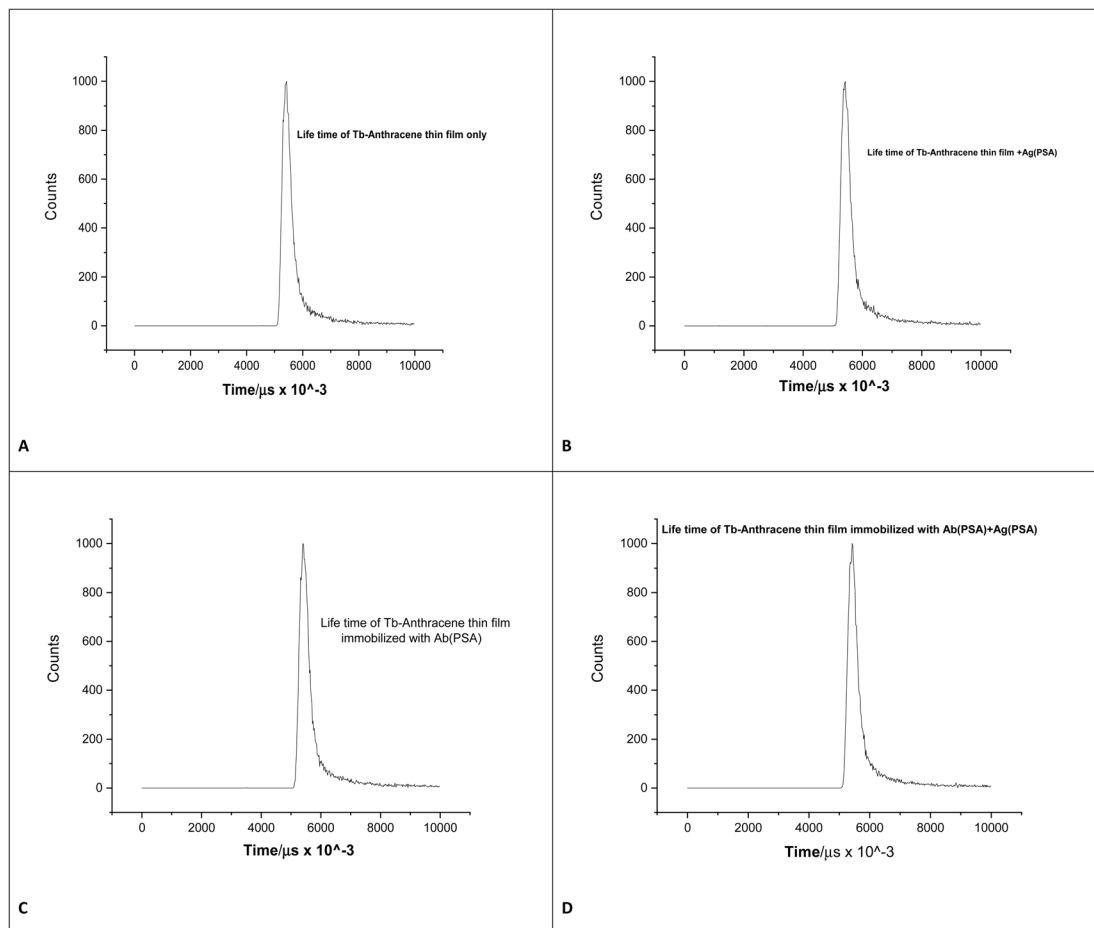 1000
800
600
400
200
0
Counts
Life time of Tb-Anthracene thin film only
0 2000 4000 6000 8000 10000
Time/μs x 10^-3
A
1000
800
600
400
200
0
Counts
Life time of Tb-Anthracene thin film +Ag(PSA)
0 2000 4000 6000 8000 10000
Time/μs x 10^-3
B
1000
800
600
400
200
0
Counts
Life time of Tb-Anthracene thin film
immobilized with Ab(PSA)
0 2000 4000 6000 8000 10000
Time/μs x 10^-3
C
Life time of Tb-Anthracene thin film immobilized with Ab(PSA)+Ag(PSA)
1000
800
600
400
200
0
Counts
0 2000 4000 6000 8000 10000
Time/μs x 10^-3
D